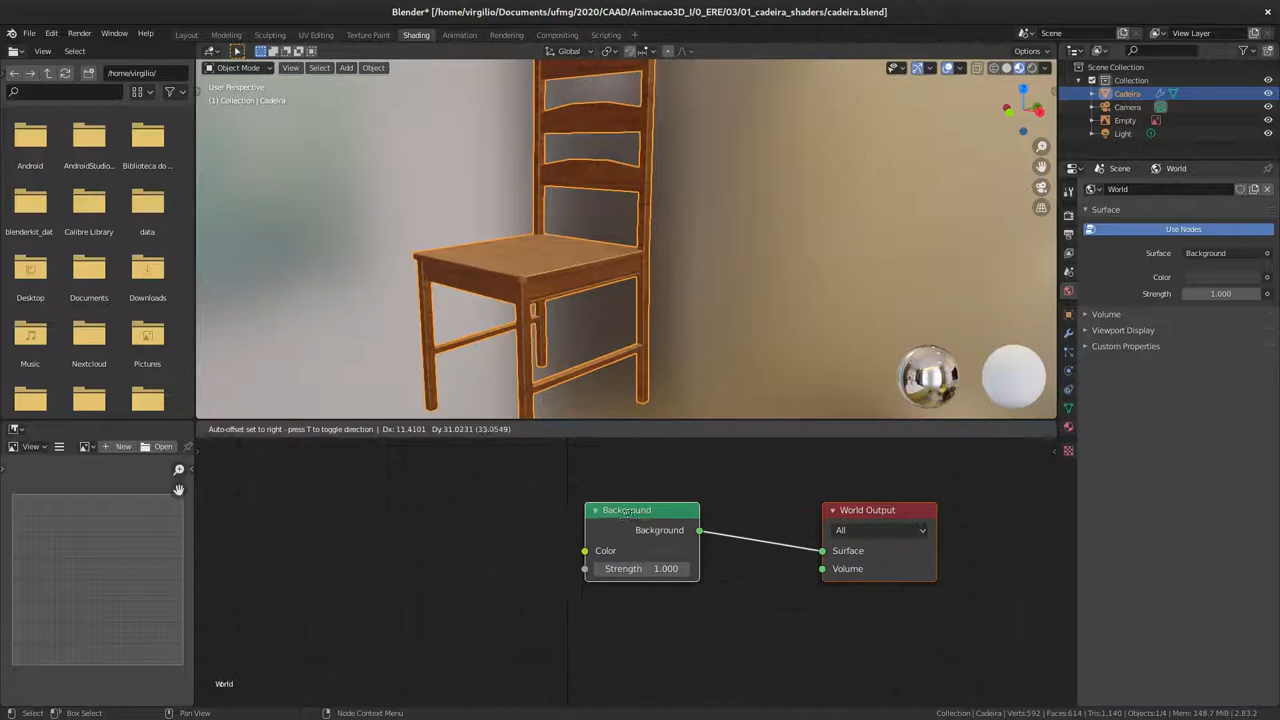 Blender* [/home/virgilio/Documents/ufmg/2020/CAAD/Animacao3D_I/0_ERE/03/01_cadeira_shaders/cadeira.blend]
File Edit Render Window Help Layout Modeling Sculpting UV Editing Texture Paint Shading Animation Rendering Compositing Scripting Scene View Layer
View Select Global Options
/home/virgilio/
Object Mode View Select Add Object
User Perspective
(1) Collection | Cadeira
Scene Collection
Collection
Cadeira
Camera
Empty
Light
Android AndroidStudio... Biblioteca do ...
blenderkit_dat Calibre Library data
Desktop Documents Downloads
Music Nextcloud Pictures
Scene World
World
Surface
Use Nodes
Surface Background
Color
Strength 1.000
Volume
Viewport Display
Custom Properties
Auto-offset set to right - press T to toggle direction | Dx: 11.4101 Dy 31.0231 (33.0549)
View New Open
Background
Background
Color
Strength 1.000
World Output
All
Surface
Volume
World
Select Box Select Pan View Node Context Menu
Collection | Cadeira | Verts:592 | Faces:614 | Tris:1,140 | Objects:1/4 | Mem: 148.7 MiB | 2.83.2